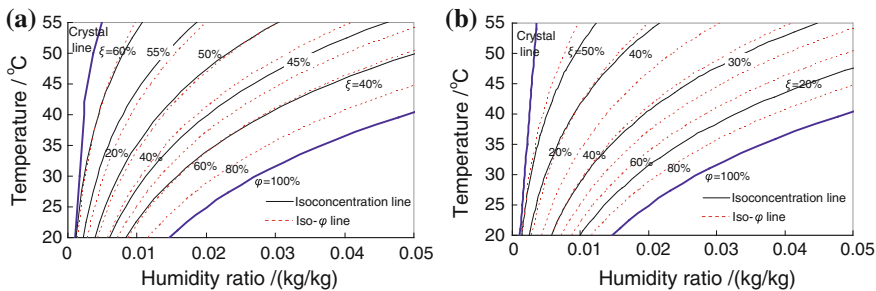 (a)
55
50
45
40
35
30
25
20
Temperature /°C
Crystal
line
ξ=60%
55%
50%
45%
ξ=40%
20%
40%
60%
80%
φ=100%
Isoconcentration line
Iso-φ line
0
0.01
0.02
0.03
0.04
0.05
Humidity ratio /(kg/kg)
(b)
55
50
45
40
35
30
25
20
Temperature /°C
Crystal
line
ξ=50%
40%
30%
ξ=20%
20%
40%
60%
80%
φ=100%
Isoconcentration line
Iso-φ line
0
0.01
0.02
0.03
0.04
0.05
Humidity ratio /(kg/kg)